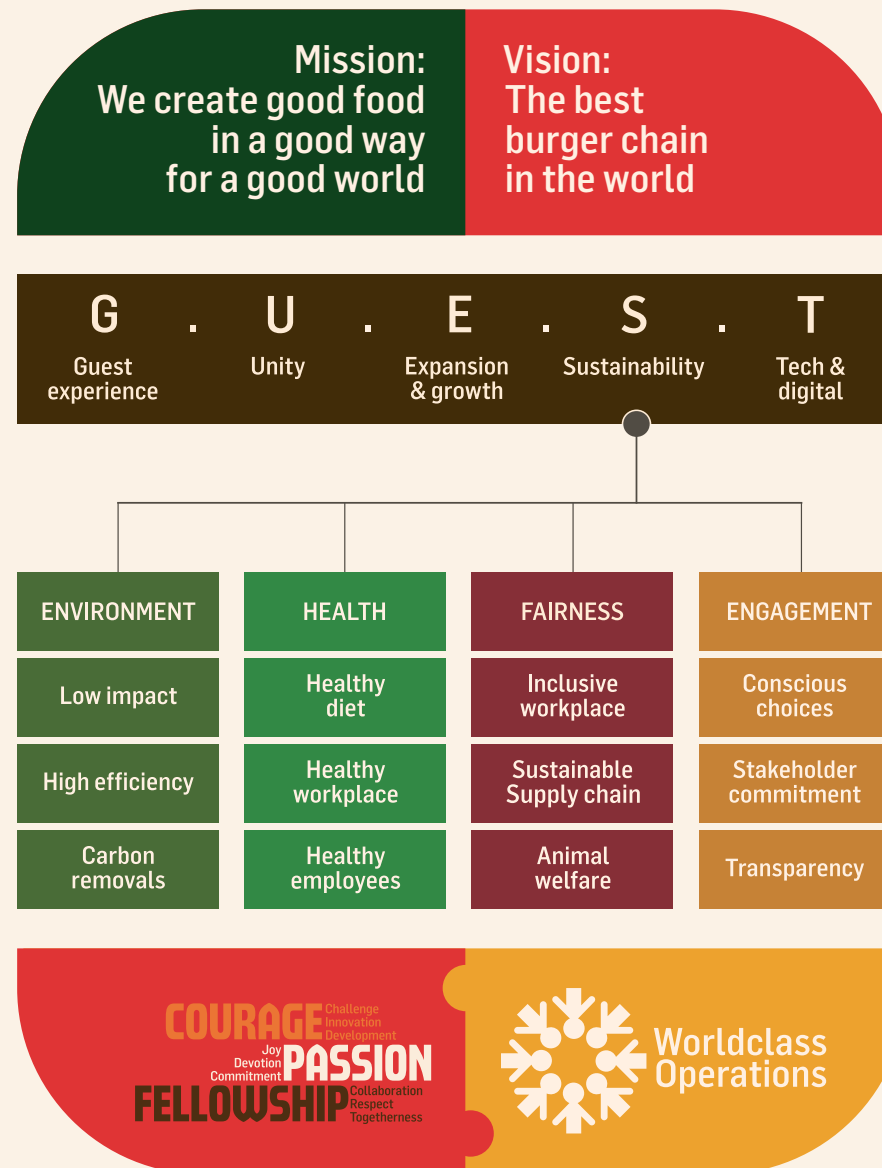 Mission:
We create good food
in a good way
for a good world
Vision:
The best
burger chain
in the world
G . U . E . S . T
Guest
experience
Unity
Expansion
& growth
Sustainability
Tech &
digital
ENVIRONMENT
Low impact
High efficiency
Carbon
removals
HEALTH
Healthy
diet
Healthy
workplace
Healthy
employees
FAIRNESS
Inclusive
workplace
Sustainable
Supply chain
Animal
welfare
ENGAGEMENT
Conscious
choices
Stakeholder
commitment
Transparency
COURAGE
Challenge
Innovation
Development
Joy
Devotion
Commitment
PASSION
FELLOWSHIP
Collaboration
Respect
Togetherness
Worldclass
Operations